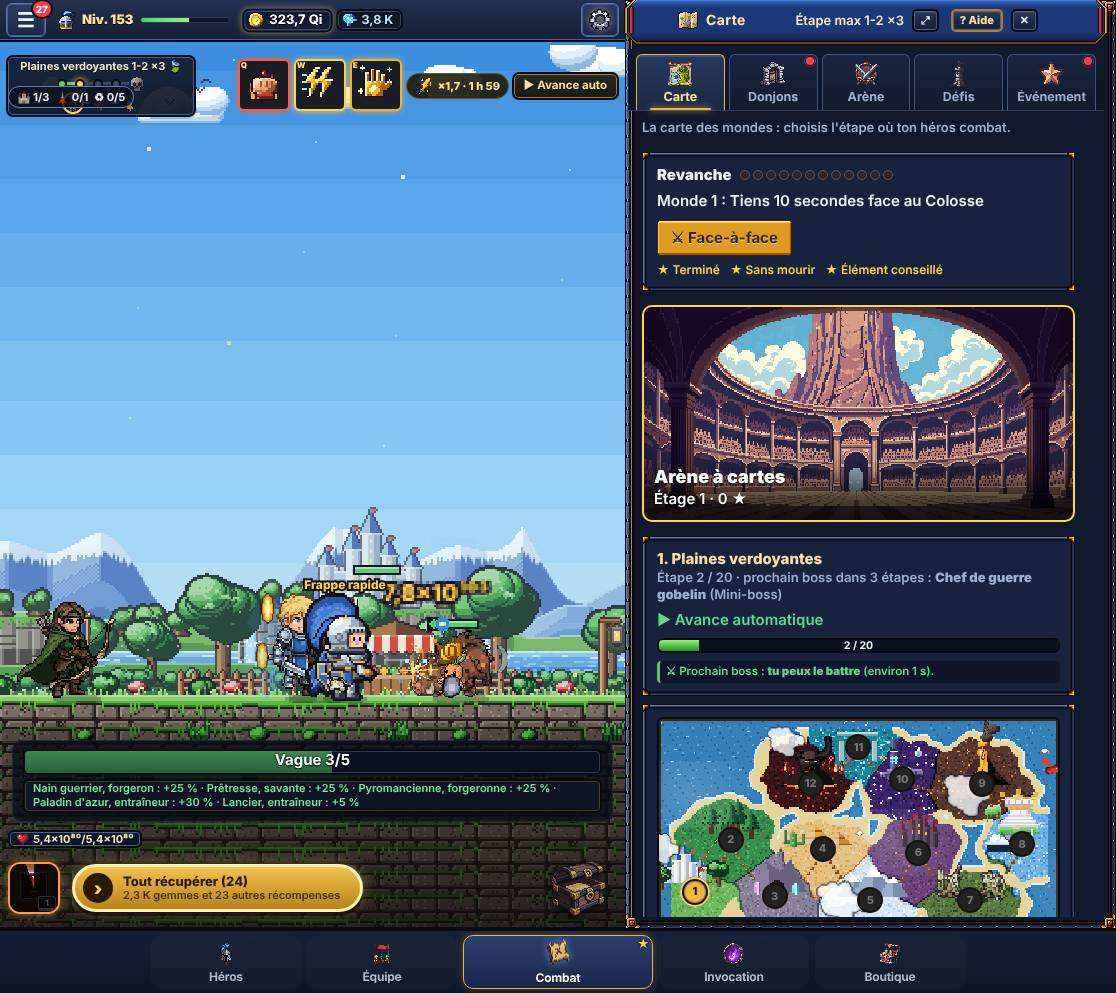 27
Niv. 153
323,7 Qi
3,8 K
Plaines verdoyantes 1-2 ×3
1/3
0/1
0/5
Q
W
E
×1,7 · 1 h 59
▶ Avance auto
Frappe rapide
Vague 3/5
Nain guerrier, forgeron : +25 % · Prêtresse, savante : +25 % · Pyromancienne, forgeronne : +25 % ·
Paladin d'azur, entraîneur : +30 % · Lancier, entraîneur : +5 %
5,4×10⁸⁰/5,4×10⁸⁰
1
Tout récupérer (24)
2,3 K gemmes et 23 autres récompenses
Carte
Étape max 1-2 ×3
? Aide
Carte
Donjons
Arène
Défis
Événement
La carte des mondes : choisis l'étape où ton héros combat.
Revanche
Monde 1 : Tiens 10 secondes face au Colosse
⚔ Face-à-face
★ Terminé ★ Sans mourir ★ Élément conseillé
Arène à cartes
Étage 1 · 0 ★
1. Plaines verdoyantes
Étape 2 / 20 · prochain boss dans 3 étapes : Chef de guerre
gobelin (Mini-boss)
▶ Avance automatique
2 / 20
⚔ Prochain boss : tu peux le battre (environ 1 s).
11
12
10
9
2
4
6
8
1
3
5
7
Héros
Équipe
Combat
Invocation
Boutique